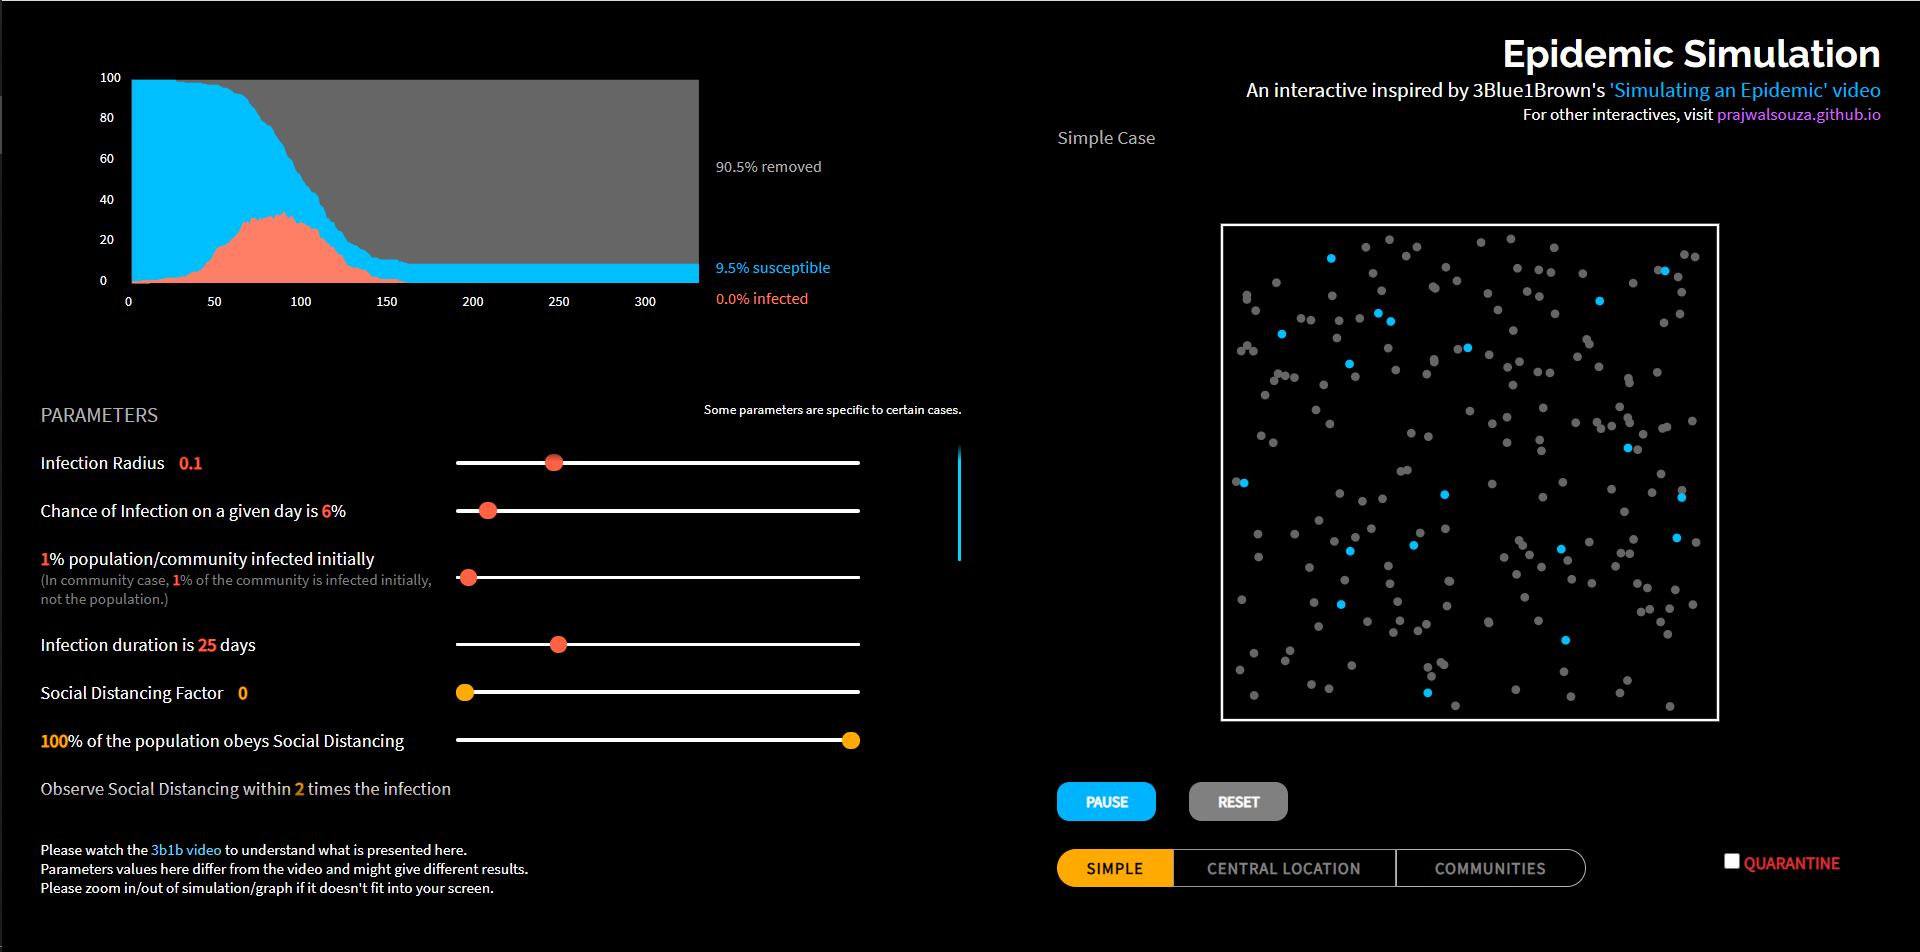 Epidemic Simulation
An interactive inspired by 3Blue1Brown's 'Simulating an Epidemic' video
For other interactives, visit prajwalsouza.github.io
100
80
60
40
20
0
0 50 100 150 200 250 300
90.5% removed
9.5% susceptible
0.0% infected
Simple Case
PARAMETERS
Some parameters are specific to certain cases.
Infection Radius 0.1
Chance of Infection on a given day is 6%
1% population/community infected initially
(In community case, 1% of the community is infected initially,
not the population.)
Infection duration is 25 days
Social Distancing Factor 0
100% of the population obeys Social Distancing
Observe Social Distancing within 2 times the infection
Please watch the 3b1b video to understand what is presented here.
Parameters values here differ from the video and might give different results.
Please zoom in/out of simulation/graph if it doesn't fit into your screen.
PAUSE RESET
SIMPLE CENTRAL LOCATION COMMUNITIES
QUARANTINE